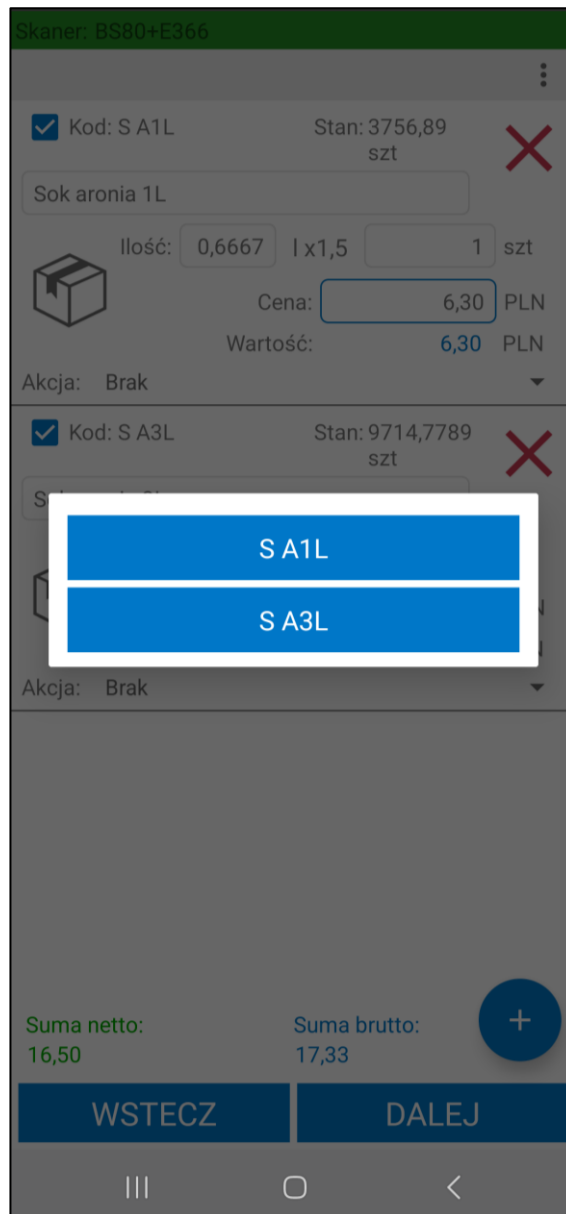 Skaner: BS80+E366
Kod: S A1L
Stan: 3756,89
szt
Sok aronia 1L
Ilość: 0,6667 l x1,5 1 szt
Cena: 6,30 PLN
Wartość: 6,30 PLN
Akcja: Brak
Kod: S A3L
Stan: 9714,7789
szt
S A1L
S A3L
Akcja: Brak
Suma netto:
16,50
Suma brutto:
17,33
+
WSTECZ
DALEJ